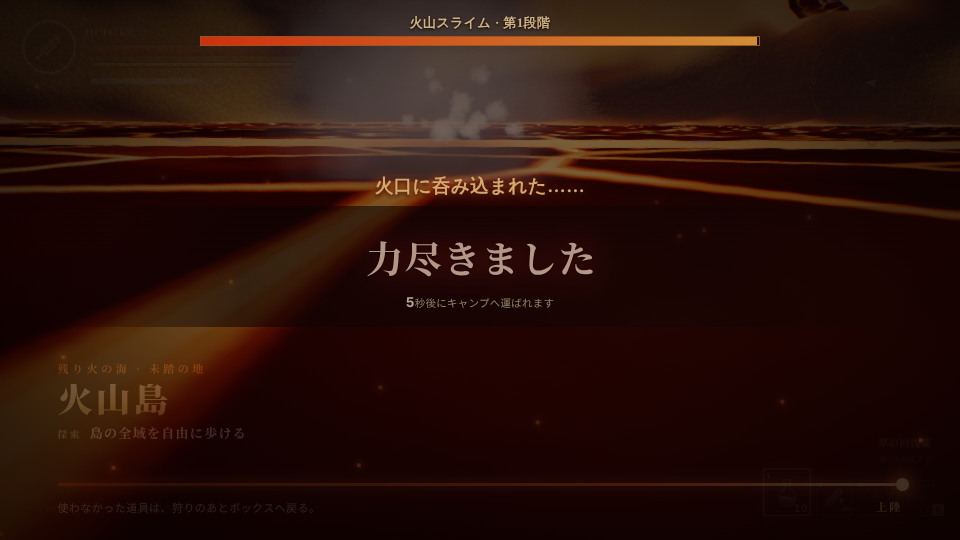 火山スライム · 第1段階
火口に呑み込まれた……
力尽きました
5秒後にキャンプへ運ばれます
残り火の海 · 未踏の地
火山島
探索 島の全域を自由に歩ける
使わなかった道具は、狩りのあとボックスへ戻る。
10
上陸